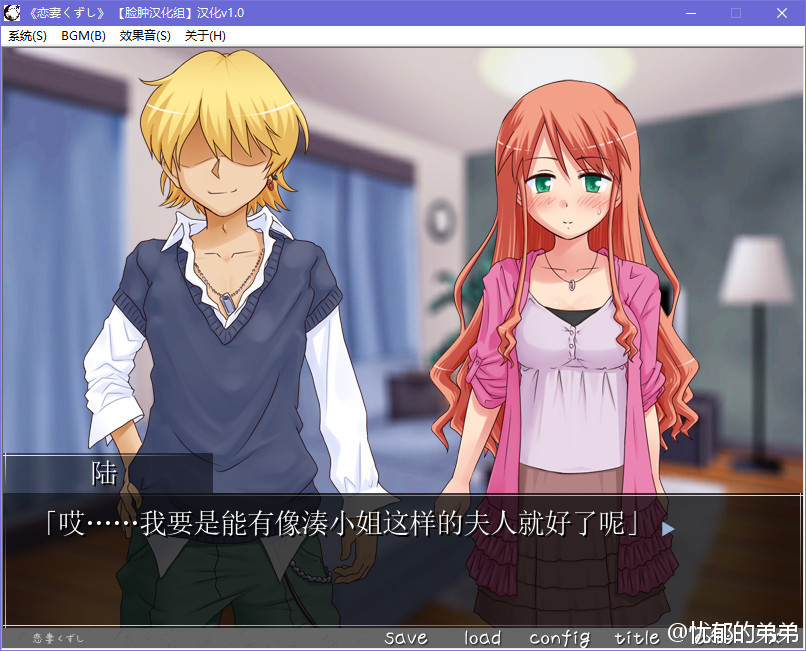 《恋妻くずし》 【脸肿汉化组】汉化v1.0
系统(S) BGM(B) 效果音(S) 关于(H)
陆
「哎……我要是能有像湊小姐这样的夫人就好了呢」
恋妻くずし
save load config title
@忧郁的弟弟